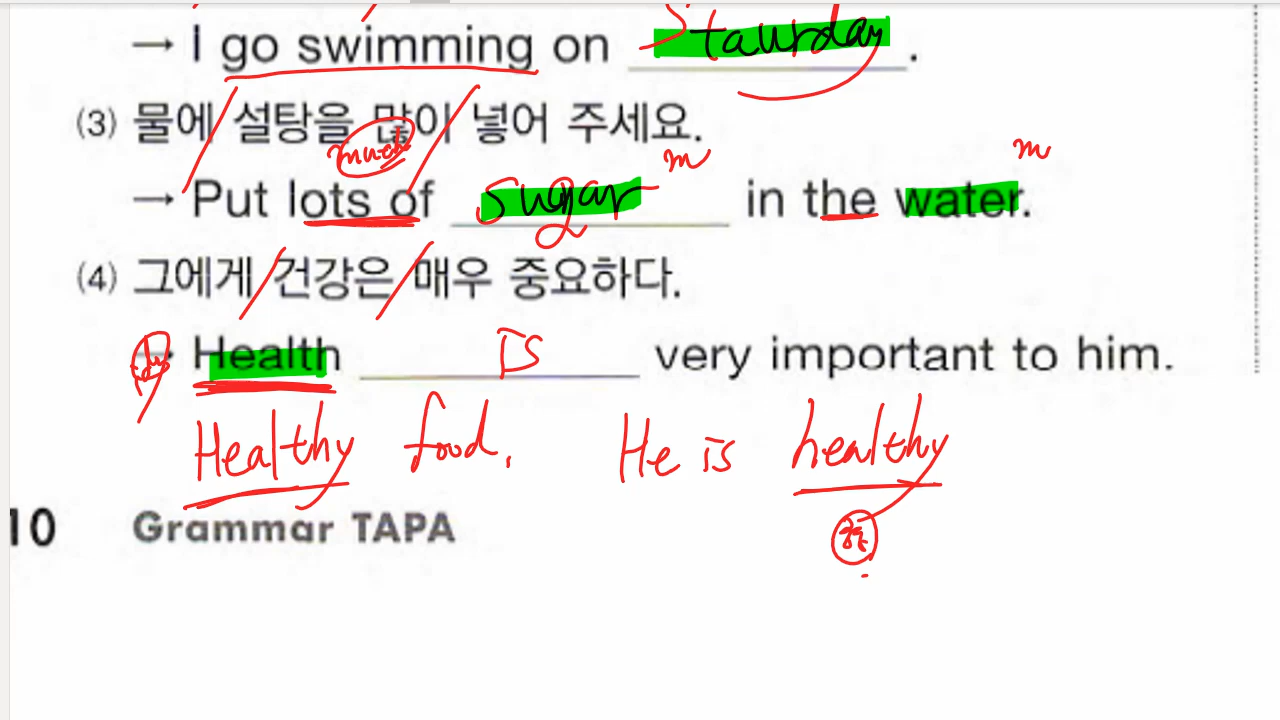 → I go swimming on Staturday.
(3) 물에 설탕을 많이 넣어 주세요.
much m m
→ Put lots of sugar in the water.
(4) 그에게 건강은 매우 중요하다.
→ Health is very important to him.
Healthy food, He is healthy
형
10 Grammar TAPA